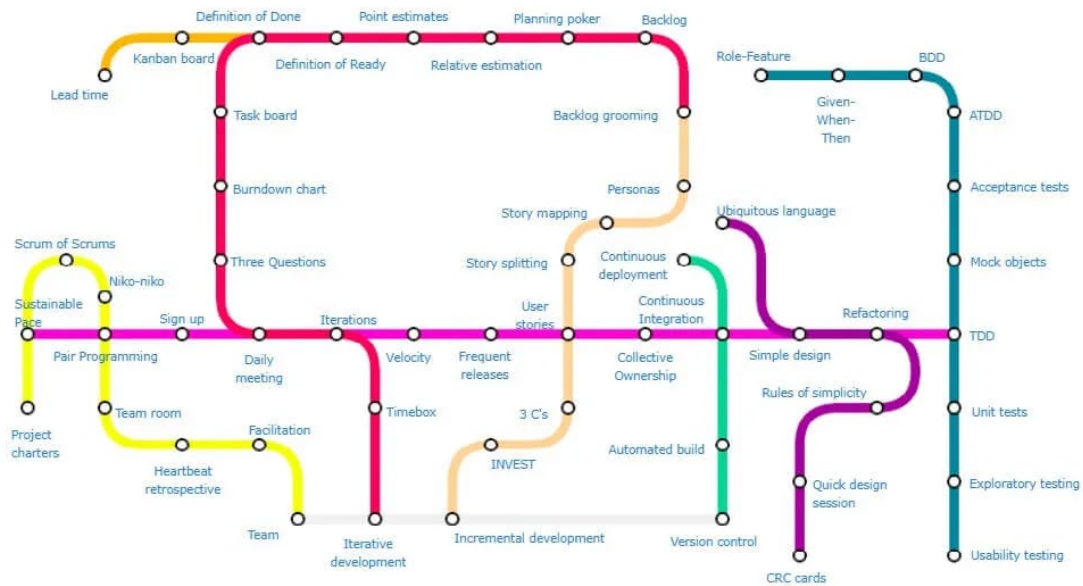 Definition of Done
Point estimates
Planning poker
Backlog
Kanban board
Definition of Ready
Relative estimation
Role-Feature
BDD
Lead time
Given-
When-
Then
Task board
Backlog grooming
ATDD
Burndown chart
Personas
Acceptance tests
Story mapping
Ubiquitous language
Scrum of Scrums
Three Questions
Story splitting
Continuous
deployment
Mock objects
Niko-niko
Sustainable
Pace
Sign up
Iterations
User
stories
Continuous
Integration
Refactoring
Pair Programming
Daily
meeting
Velocity
Frequent
releases
Collective
Ownership
Simple design
TDD
Rules of simplicity
Project
charters
Team room
Timebox
3 C's
Unit tests
Facilitation
Heartbeat
retrospective
INVEST
Automated build
Quick design
session
Exploratory testing
Team
Iterative
development
Incremental development
Version control
Usability testing
CRC cards